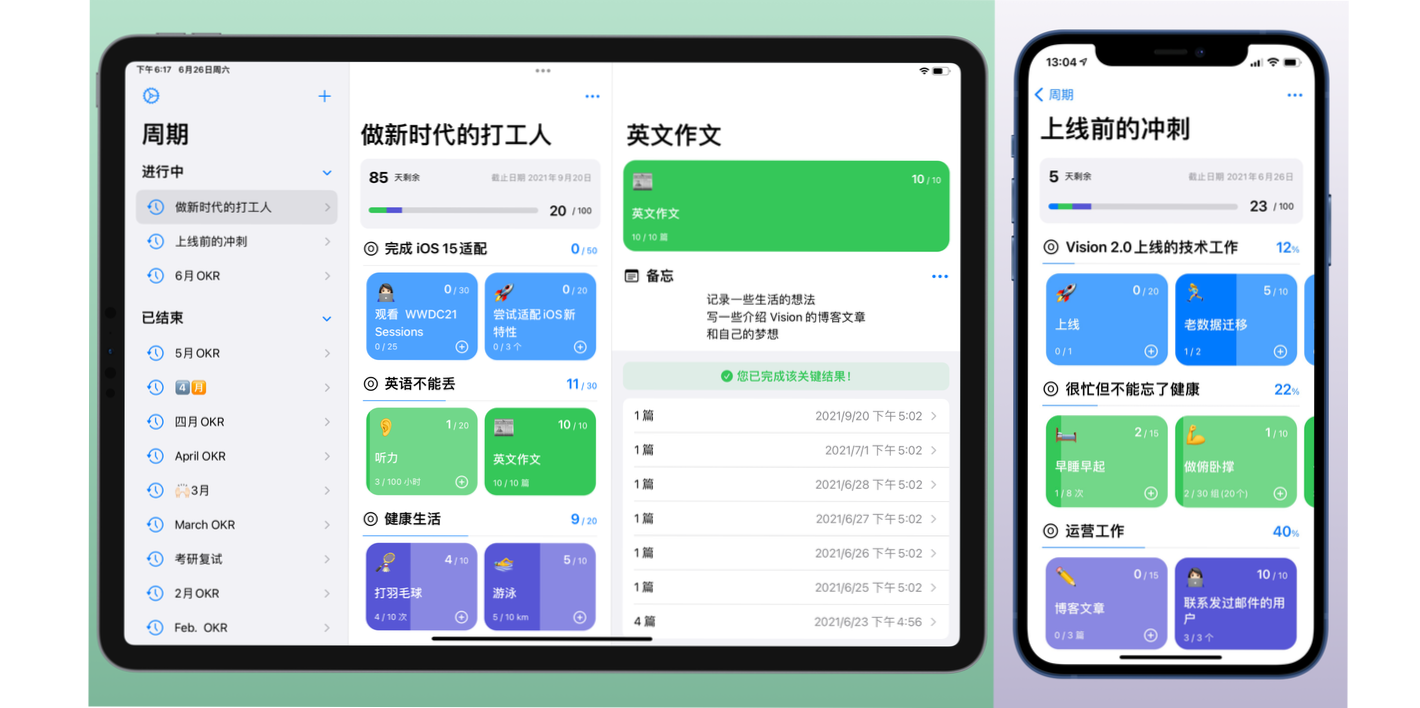 下午6:17 6月26日周六
周期
进行中
做新时代的打工人
上线前的冲刺
6月 OKR
已结束
5月 OKR
4 月
四月 OKR
April OKR
🙌🏻3月
March OKR
考研复试
2月 OKR
Feb. OKR
做新时代的打工人
85 天剩余
截止日期 2021年9月20日
20 / 100
完成 iOS 15 适配
0 / 50
0 / 30
观看 WWDC21
Sessions
0 / 25
0 / 20
尝试适配 iOS 新
特性
0 / 3 个
英语不能丢
11 / 30
1 / 20
听力
3 / 100 小时
10 / 10
英文作文
10 / 10 篇
健康生活
9 / 20
4 / 10
打羽毛球
4 / 10 次
5 / 10
游泳
5 / 10 km
英文作文
10 / 10
英文作文
10 / 10 篇
备忘
记录一些生活的想法
写一些介绍 Vision 的博客文章
和自己的梦想
您已完成该关键结果！
1 篇 2021/9/20 下午 5:02
1 篇 2021/7/1 下午 5:02
1 篇 2021/6/28 下午 5:02
1 篇 2021/6/27 下午 5:02
1 篇 2021/6/26 下午 5:02
1 篇 2021/6/25 下午 5:02
4 篇 2021/6/23 下午 4:56
13:04
周期
上线前的冲刺
5 天剩余
截止日期 2021年6月26日
23 / 100
Vision 2.0 上线的技术工作
12%
0 / 20
上线
0 / 1
5 / 10
老数据迁移
1 / 2
很忙但不能忘了健康
22%
2 / 15
早睡早起
1 / 8 次
1 / 10
做俯卧撑
2 / 30 组 (20 个)
运营工作
40%
0 / 15
博客文章
0 / 3 篇
10 / 10
联系发过邮件的用
户
3 / 3 个